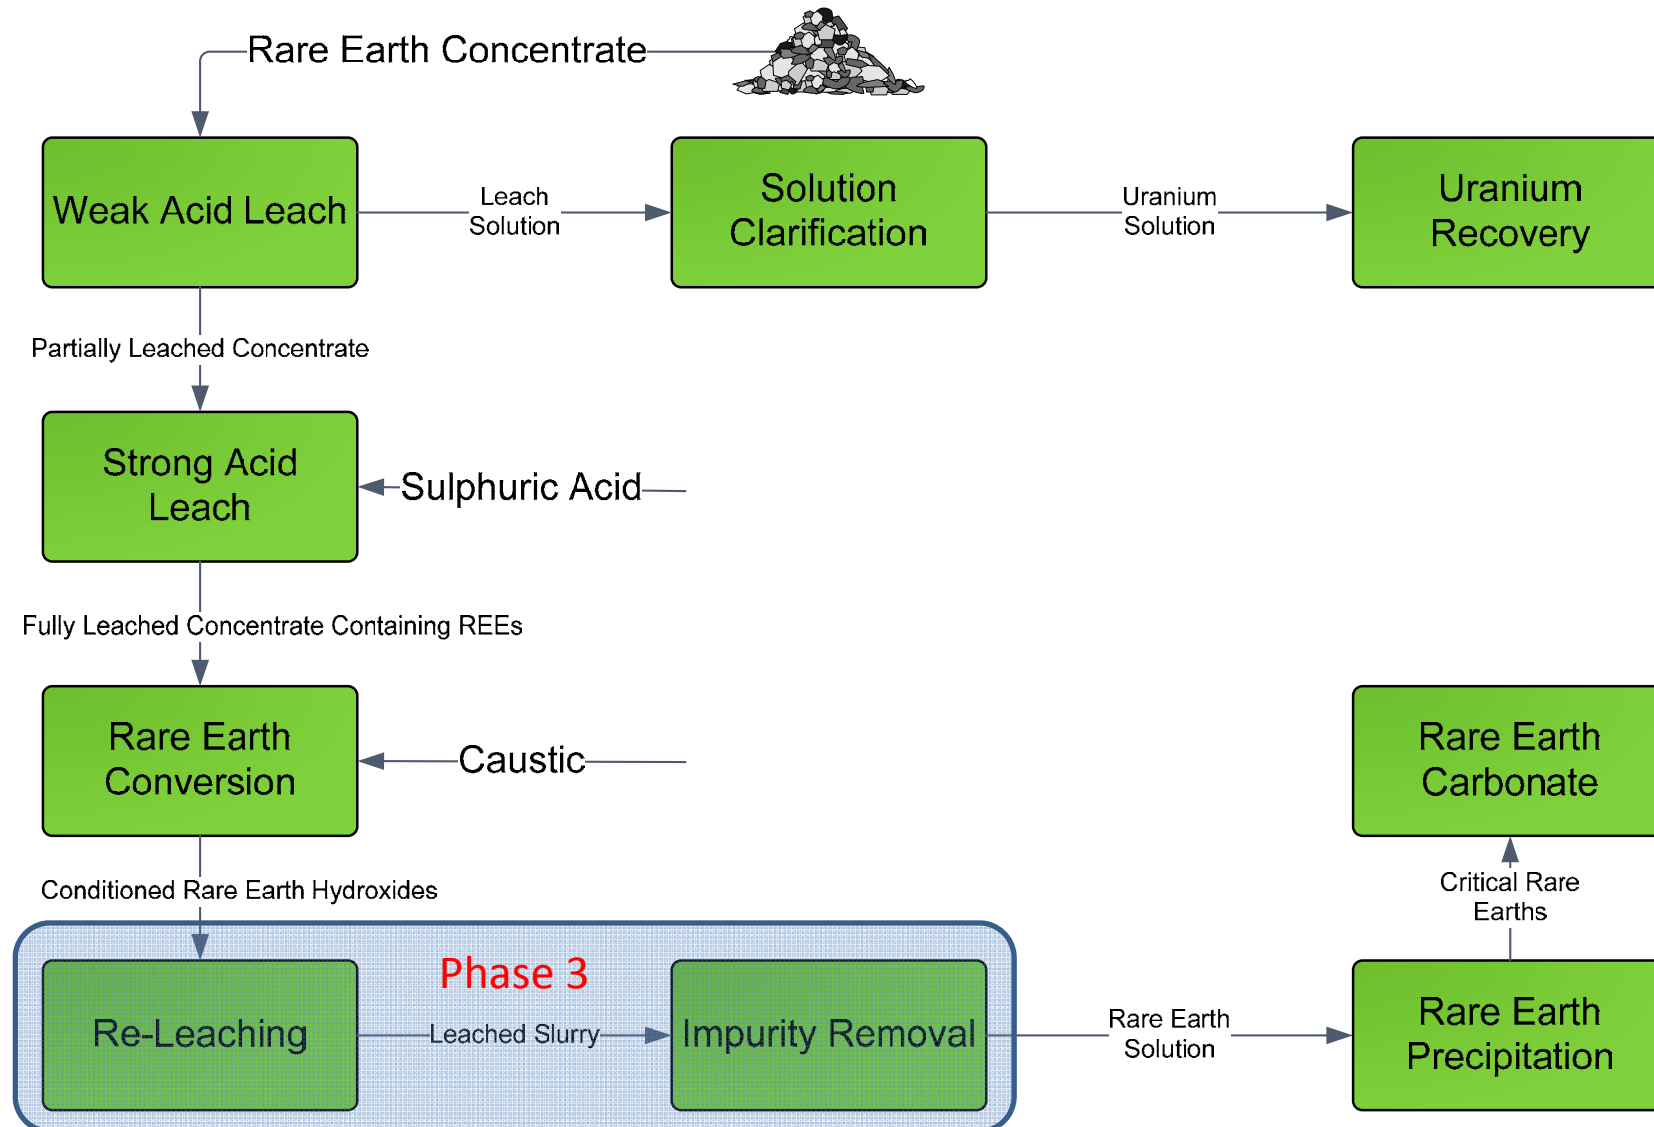 Rare Earth Concentrate
Weak Acid Leach
Leach
Solution
Solution
Clarification
Uranium
Solution
Uranium
Recovery
Partially Leached Concentrate
Strong Acid
Leach
Sulphuric Acid
Fully Leached Concentrate Containing REEs
Rare Earth
Conversion
Caustic
Rare Earth
Carbonate
Conditioned Rare Earth Hydroxides
Critical Rare
Earths
Phase 3
Re-Leaching
Leached Slurry
Impurity Removal
Rare Earth
Solution
Rare Earth
Precipitation